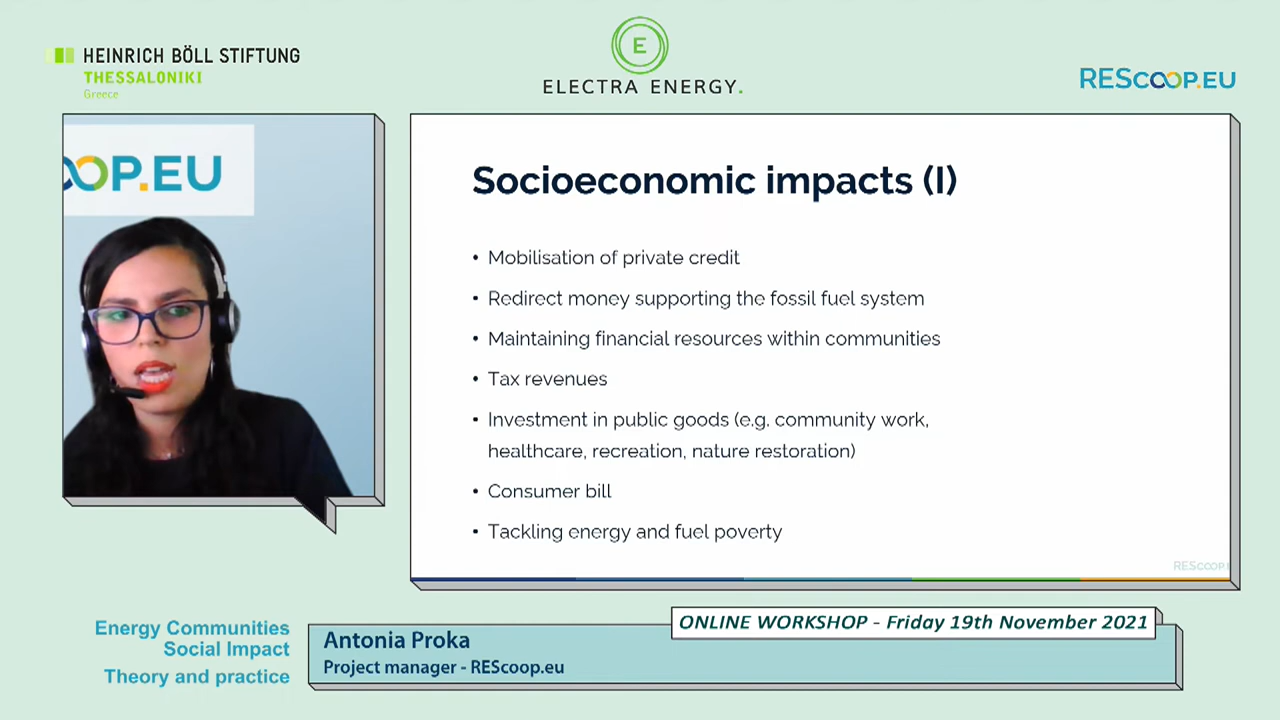 HEINRICH BÖLL STIFTUNG
THESSALONIKI
Greece
E
ELECTRA ENERGY.
REScoop.EU
OOP.EU
Socioeconomic impacts (I)
• Mobilisation of private credit
• Redirect money supporting the fossil fuel system
• Maintaining financial resources within communities
• Tax revenues
• Investment in public goods (e.g. community work,
healthcare, recreation, nature restoration)
• Consumer bill
• Tackling energy and fuel poverty
REScoop.
Energy Communities
Social Impact
Theory and practice
ONLINE WORKSHOP - Friday 19th November 2021
Antonia Proka
Project manager - REScoop.eu